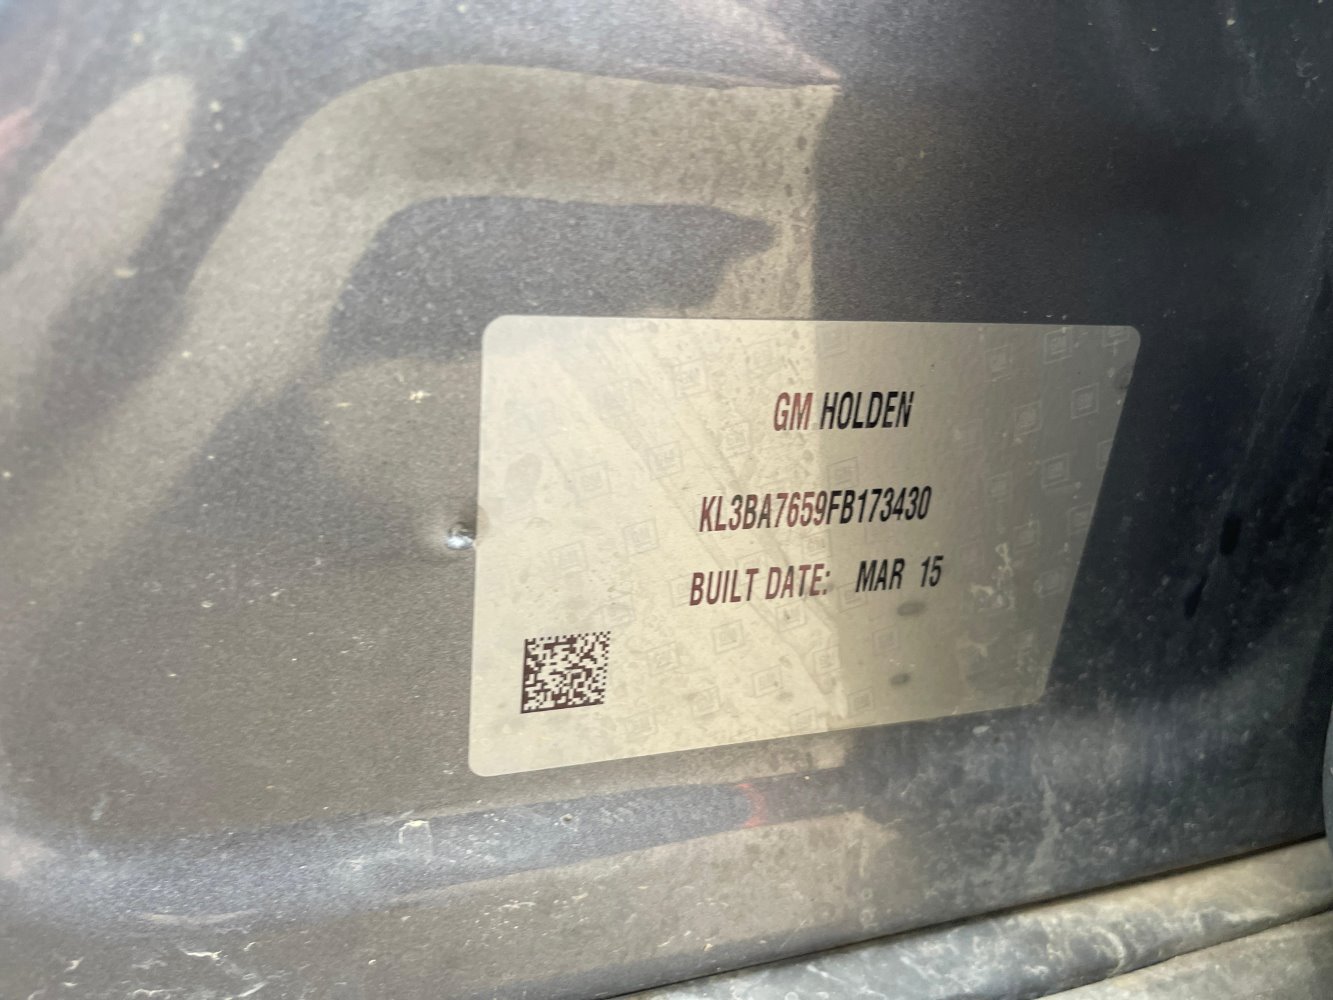 GM HOLDEN
KL3BA7659FB173430
BUILT DATE: MAR 15